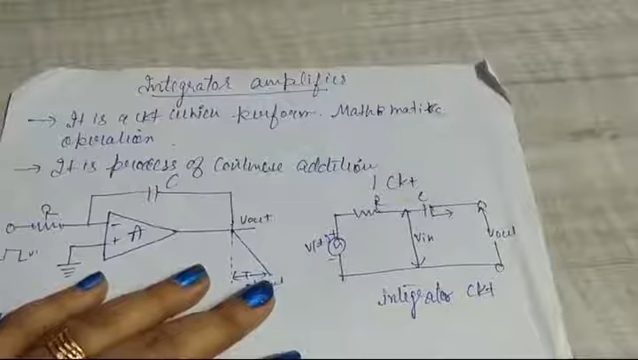 Integrator amplifier
→ It is a ckt which perform. Mathematic
operation.
→ It is process of continuous addition
C
R
Vout
-
+ A
V1
T
1 Ckt
R C
V(s)
Vin
Vout
integrator ckt